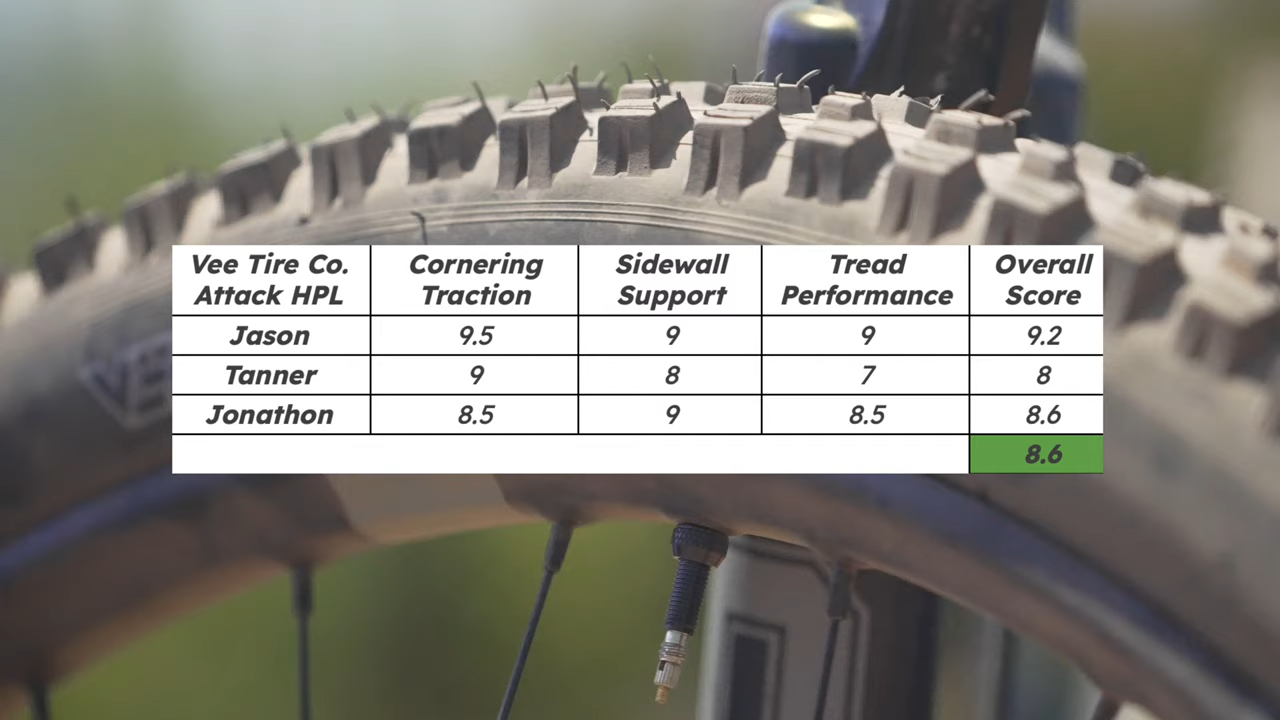 Vee Tire Co. Attack HPL Cornering Traction Sidewall Support Tread Performance Overall Score
Jason 9.5 9 9 9.2
Tanner 9 8 7 8
Jonathon 8.5 9 8.5 8.6
8.6